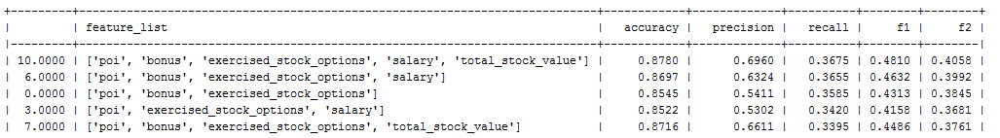 feature_list | accuracy | precision | recall | f1 | f2
10.0000 | ['poi', 'bonus', 'exercised_stock_options', 'salary', 'total_stock_value'] | 0.8780 | 0.6960 | 0.3675 | 0.4810 | 0.4058
6.0000 | ['poi', 'bonus', 'exercised_stock_options', 'salary'] | 0.8697 | 0.6324 | 0.3655 | 0.4632 | 0.3992
0.0000 | ['poi', 'bonus', 'exercised_stock_options'] | 0.8545 | 0.5411 | 0.3585 | 0.4313 | 0.3845
3.0000 | ['poi', 'exercised_stock_options', 'salary'] | 0.8522 | 0.5302 | 0.3420 | 0.4158 | 0.3681
7.0000 | ['poi', 'bonus', 'exercised_stock_options', 'total_stock_value'] | 0.8716 | 0.6611 | 0.3395 | 0.4486 | 0.3761